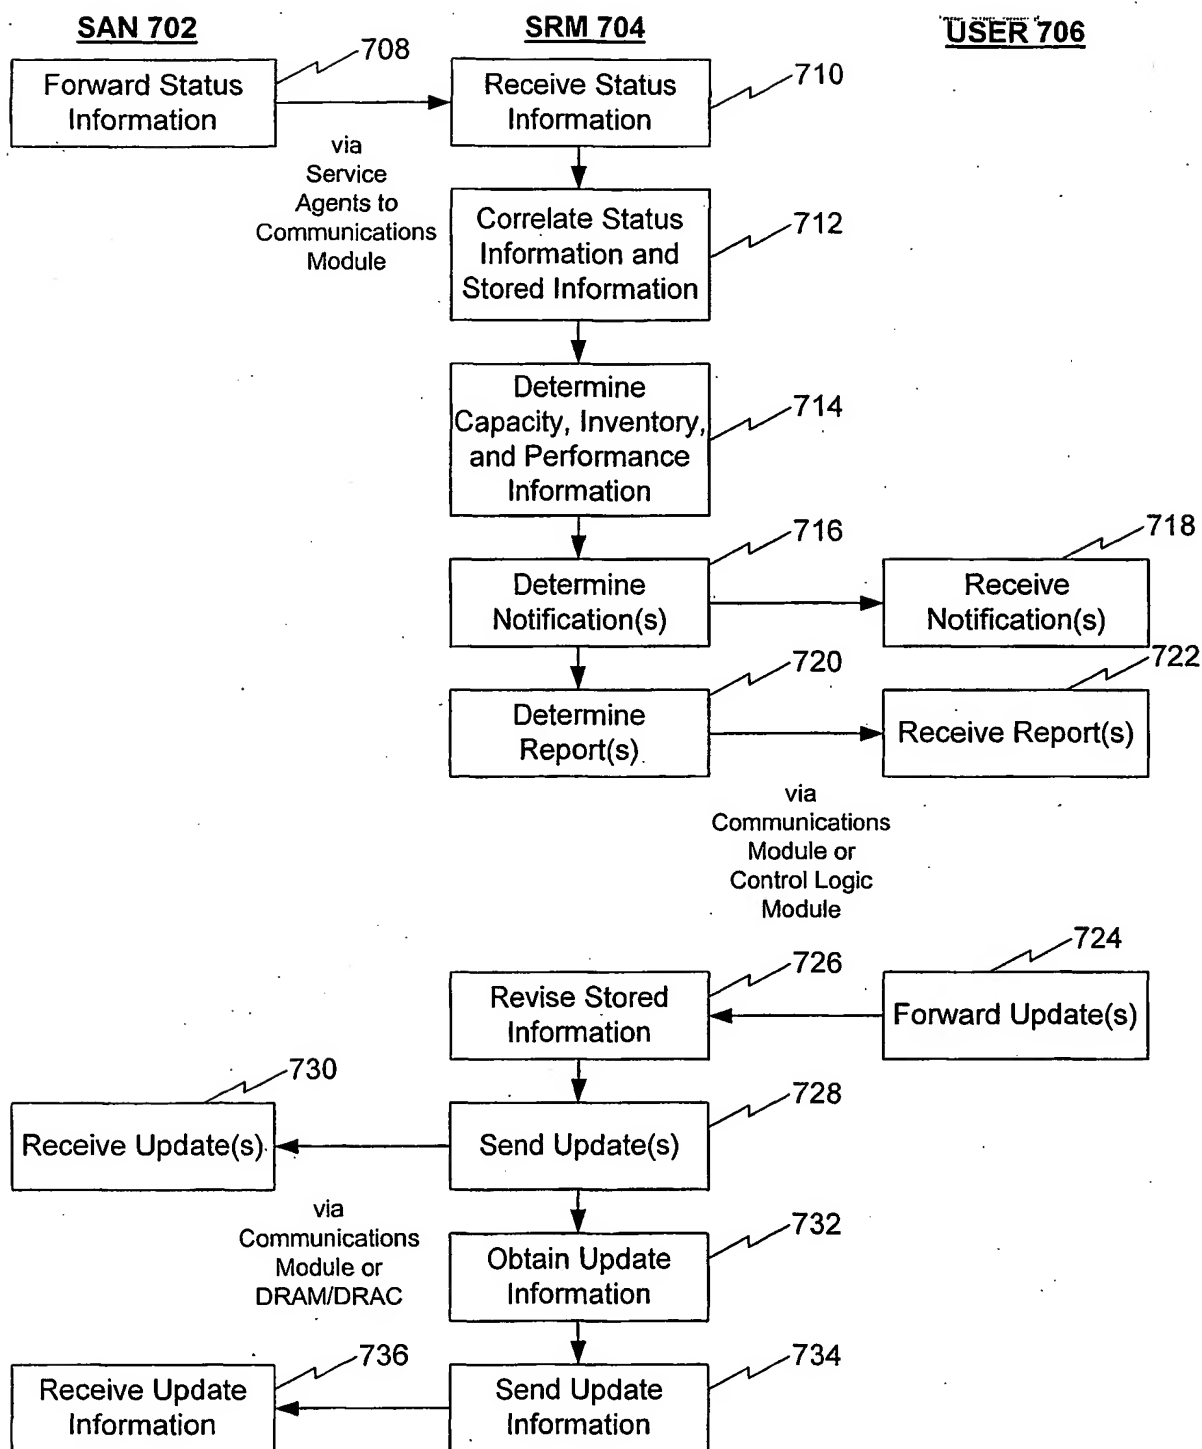 SAN 702
SRM 704
USER 706
708
Forward Status
Information
710
Receive Status
Information
via
Service
Agents to
Communications
Module
712
Correlate Status
Information and
Stored Information
714
Determine
Capacity, Inventory,
and Performance
Information
716
Determine
Notification(s)
718
Receive
Notification(s)
720
Determine
Report(s)
722
Receive Report(s)
via
Communications
Module or
Control Logic
Module
724
Forward Update(s)
726
Revise Stored
Information
730
Receive Update(s)
728
Send Update(s)
via
Communications
Module or
DRAM/DRAC
732
Obtain Update
Information
736
Receive Update
Information
734
Send Update
Information